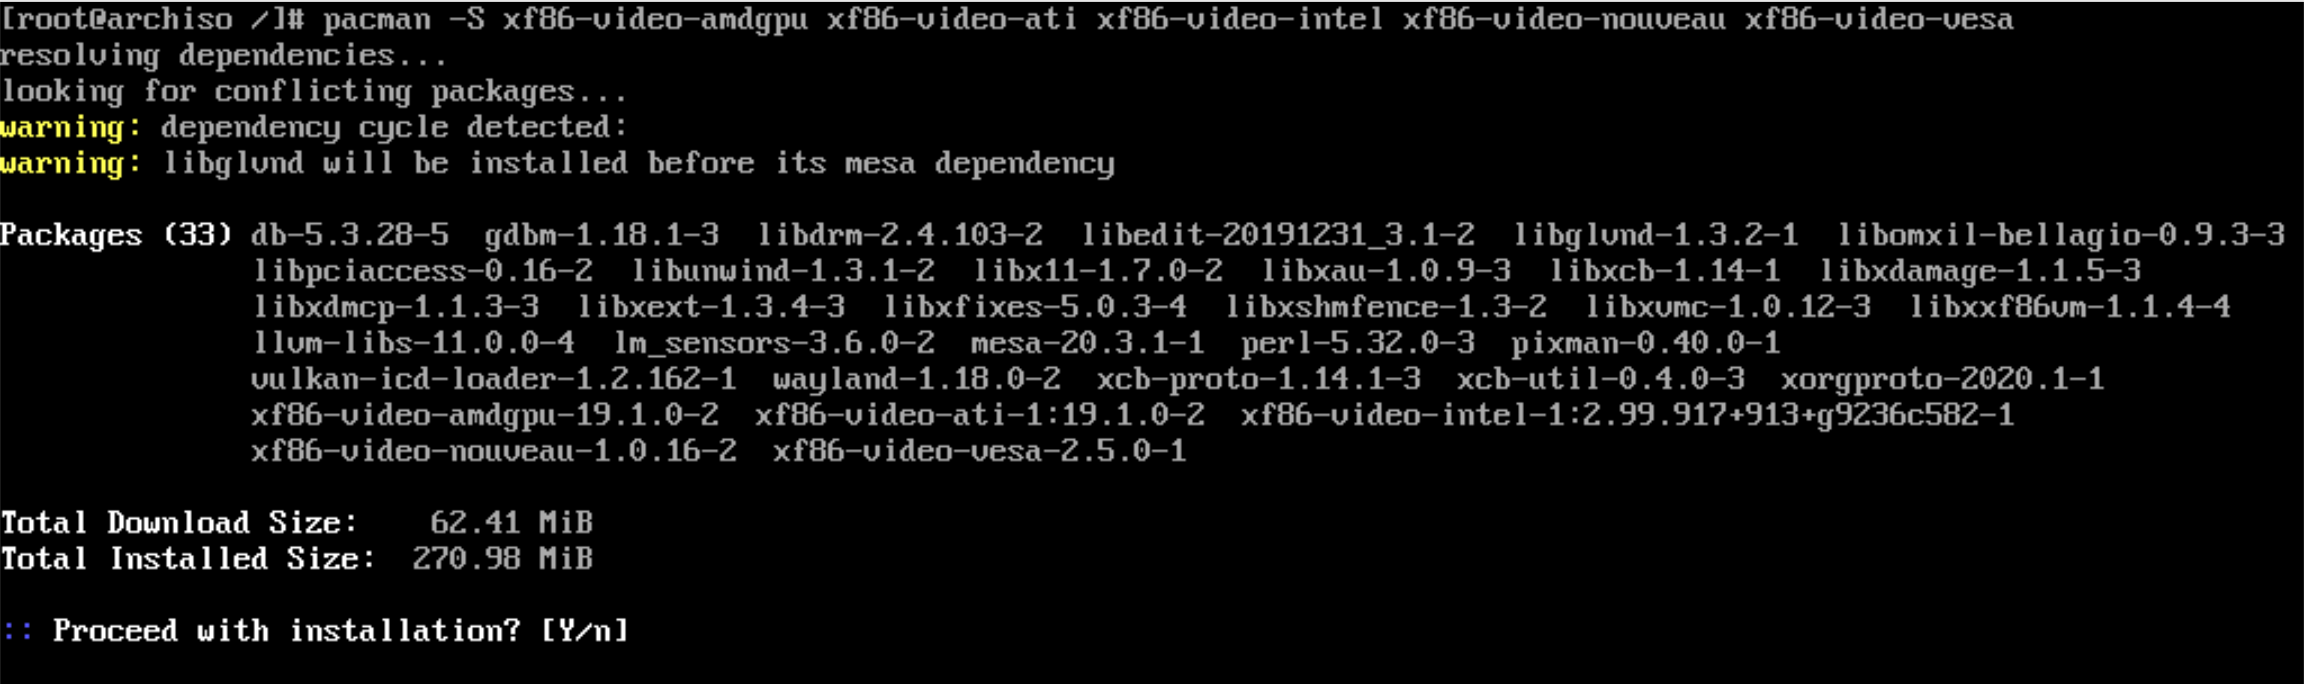 [root@archiso /]# pacman -S xf86-video-amdgpu xf86-video-ati xf86-video-intel xf86-video-nouveau xf86-video-vesa
resolving dependencies...
looking for conflicting packages...
warning: dependency cycle detected:
warning: libglvnd will be installed before its mesa dependency
Packages (33) db-5.3.28-5  gdbm-1.18.1-3  libdrm-2.4.103-2  libedit-20191231_3.1-2  libglvnd-1.3.2-1  libomxil-bellagio-0.9.3-3
libpciaccess-0.16-2  libunwind-1.3.1-2  libx11-1.7.0-2  libxau-1.0.9-3  libxcb-1.14-1  libxdamage-1.1.5-3
libxdmcp-1.1.3-3  libxext-1.3.4-3  libxfixes-5.0.3-4  libxshmfence-1.3-2  libxvmc-1.0.12-3  libxxf86vm-1.1.4-4
llvm-libs-11.0.0-4  lm_sensors-3.6.0-2  mesa-20.3.1-1  perl-5.32.0-3  pixman-0.40.0-1
vulkan-icd-loader-1.2.162-1  wayland-1.18.0-2  xcb-proto-1.14.1-3  xcb-util-0.4.0-3  xorgproto-2020.1-1
xf86-video-amdgpu-19.1.0-2  xf86-video-ati-1:19.1.0-2  xf86-video-intel-1:2.99.917+913+g9236c582-1
xf86-video-nouveau-1.0.16-2  xf86-video-vesa-2.5.0-1
Total Download Size:    62.41 MiB
Total Installed Size:  270.98 MiB
:: Proceed with installation? [Y/n]